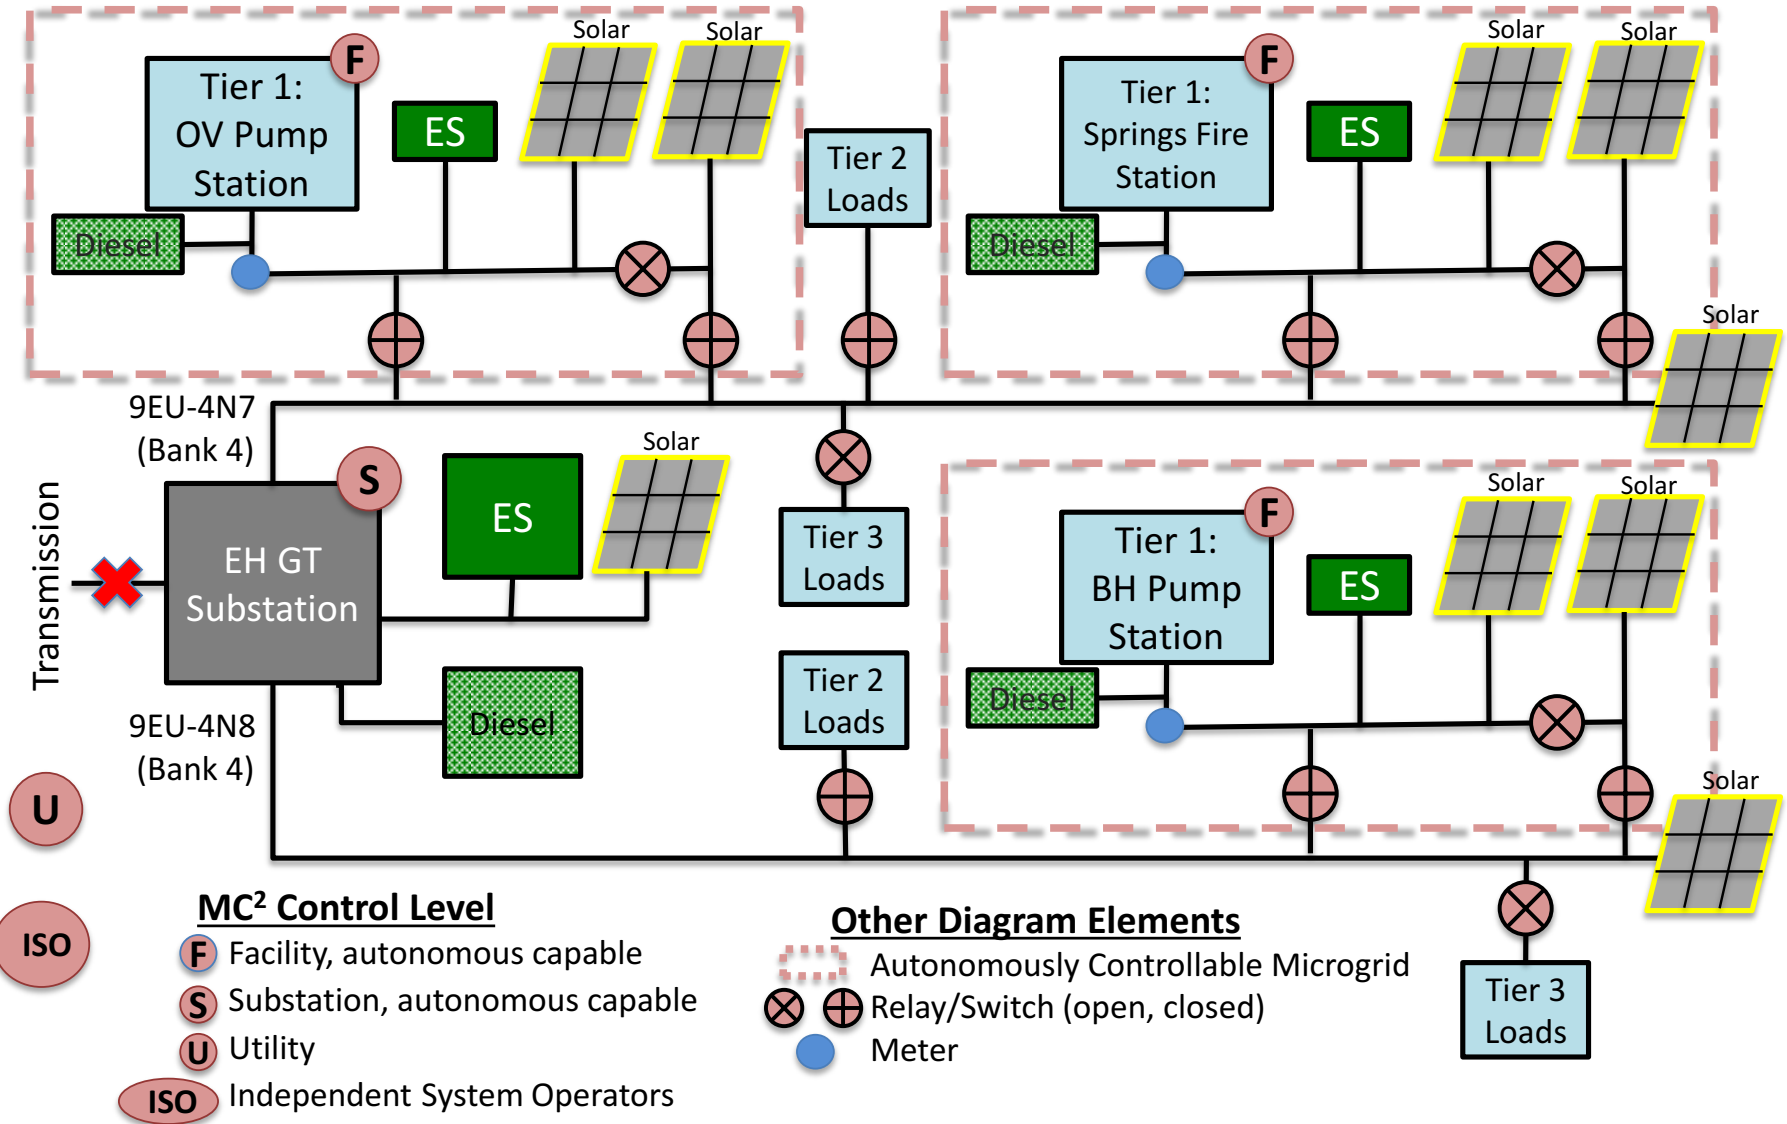 Solar
Solar
F
Tier 1:
OV Pump
Station
ES
Diesel
Tier 2
Loads
Solar
Solar
F
Tier 1:
Springs Fire
Station
ES
Diesel
Solar
9EU-4N7
(Bank 4)
Transmission
S
EH GT
Substation
ES
Solar
Diesel
9EU-4N8
(Bank 4)
Tier 3
Loads
Tier 2
Loads
Solar
Solar
F
Tier 1:
BH Pump
Station
ES
Diesel
Solar
Tier 3
Loads
U
ISO
MC² Control Level
F Facility, autonomous capable
S Substation, autonomous capable
U Utility
ISO Independent System Operators
Other Diagram Elements
Autonomously Controllable Microgrid
Relay/Switch (open, closed)
Meter